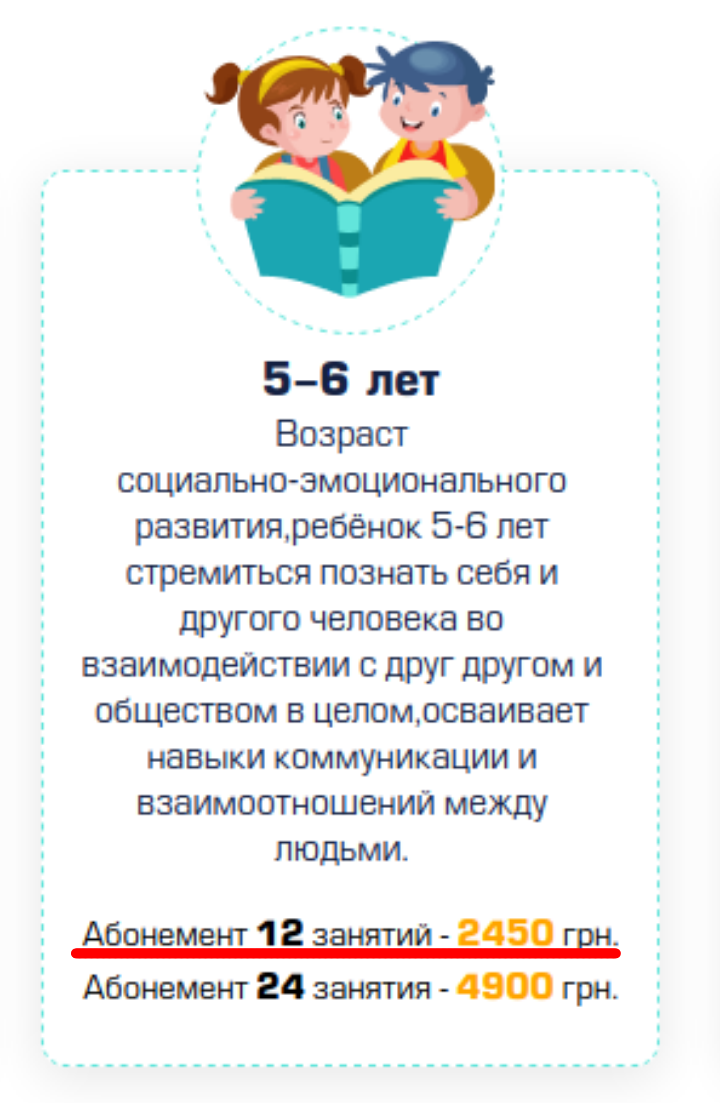 5–6 лет
Возраст
социально-эмоционального
развития,ребёнок 5-6 лет
стремиться познать себя и
другого человека во
взаимодействии с друг другом и
обществом в целом,осваивает
навыки коммуникации и
взаимоотношений между
людьми.
Абонемент 12 занятий - 2450 грн.
Абонемент 24 занятия - 4900 грн.